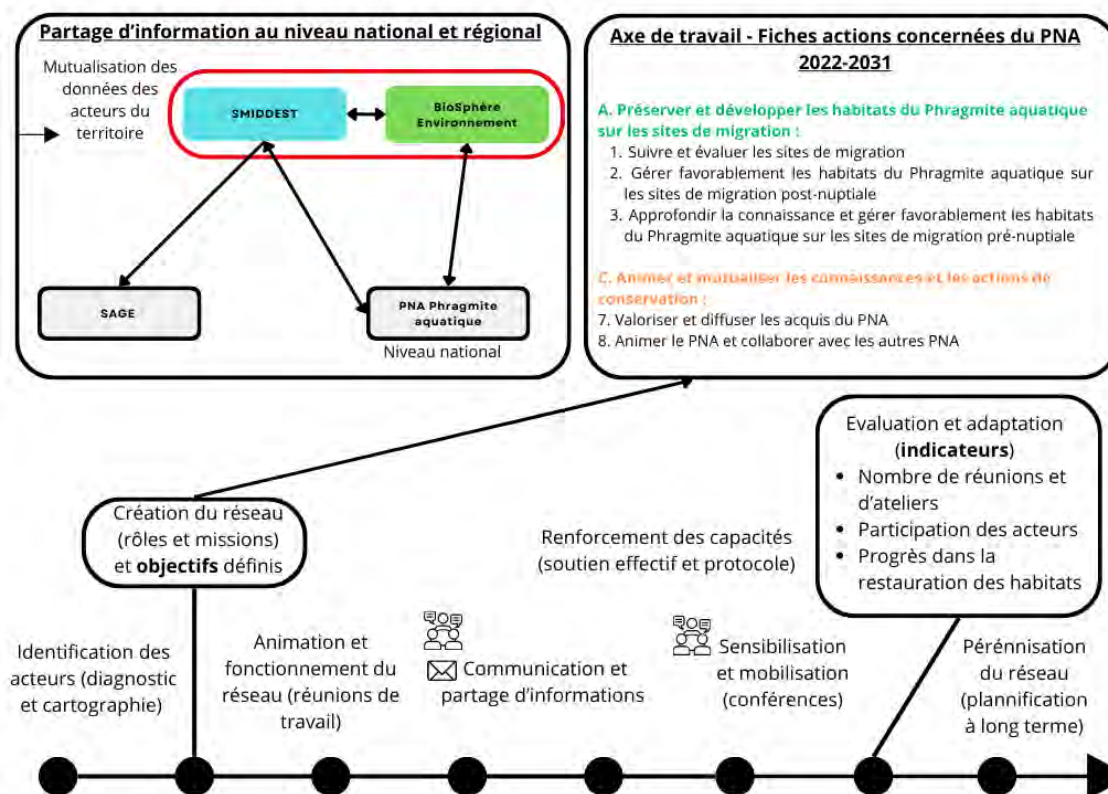 Partage d'information au niveau national et régional
Mutualisation des
données des
acteurs du
territoire
SMIDDEST
BioSphère
Environnement
SAGE
PNA Phragmite
aquatique
Niveau national
Axe de travail - Fiches actions concernées du PNA
2022-2031
A. Préserver et développer les habitats du Phragmite aquatique
sur les sites de migration :
1. Suivre et évaluer les sites de migration
2. Gérer favorablement les habitats du Phragmite aquatique sur
les sites de migration post-nuptiale
3. Approfondir la connaissance et gérer favorablement les habitats
du Phragmite aquatique sur les sites de migration pré-nuptiale
C. Animer et mutualiser les connaissances et les actions de
conservation :
7. Valoriser et diffuser les acquis du PNA
8. Animer le PNA et collaborer avec les autres PNA
Identification des
acteurs (diagnostic
et cartographie)
Création du réseau
(rôles et missions)
et objectifs définis
Animation et
fonctionnement du
réseau (réunions de
travail)
Communication et
partage d'informations
Renforcement des capacités
(soutien effectif et protocole)
Sensibilisation
et mobilisation
(conférences)
Evaluation et adaptation
(indicateurs)
• Nombre de réunions et
d'ateliers
• Participation des acteurs
• Progrès dans la
restauration des habitats
Pérénnisation
du réseau
(plannification
à long terme)